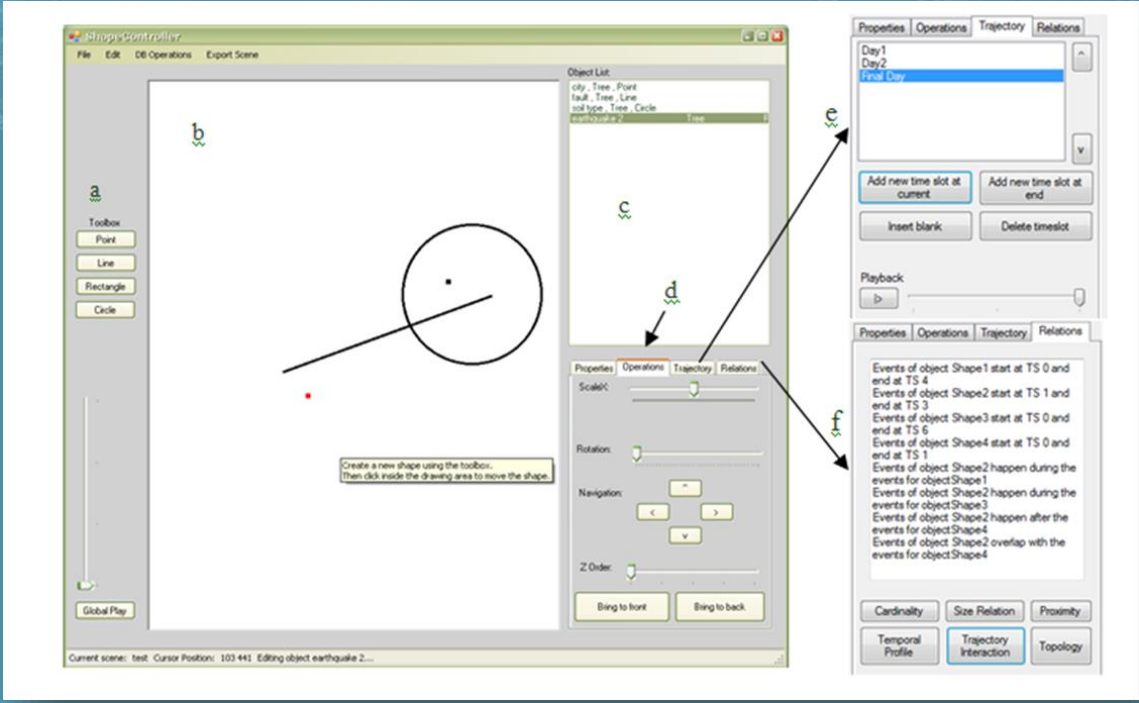 ShapeController
File Edit DB Operations Export Scene
Object List:
city , Tree , Point
fault , Tree , Line
soil type , Tree , Circle
earthquake 2 Tree
a
b
c
d
e
f
Toolbox
Point
Line
Rectangle
Circle
Global Play
Create a new shape using the toolbox.
Then click inside the drawing area to move the shape.
Properties Operations Trajectory Relations
ScaleX:
Rotation:
Navigation:
^
< >
v
Z Order:
Bring to front Bring to back
Current scene: test Cursor Position: 103 441 Editing object earthquake 2....
Properties Operations Trajectory Relations
Day1
Day2
Final Day
^
v
Add new time slot at
current
Add new time slot at
end
Insert blank Delete timeslot
Playback
Properties Operations Trajectory Relations
Events of object Shape1 start at TS 0 and
end at TS 4
Events of object Shape2 start at TS 1 and
end at TS 3
Events of object Shape3 start at TS 0 and
end at TS 6
Events of object Shape4 start at TS 0 and
end at TS 1
Events of object Shape2 happen during the
events for objectShape1
Events of object Shape2 happen during the
events for objectShape3
Events of object Shape2 happen after the
events for objectShape4
Events of object Shape2 overlap with the
events for objectShape4
Cardinality Size Relation Proximity
Temporal
Profile
Trajectory
Interaction
Topology